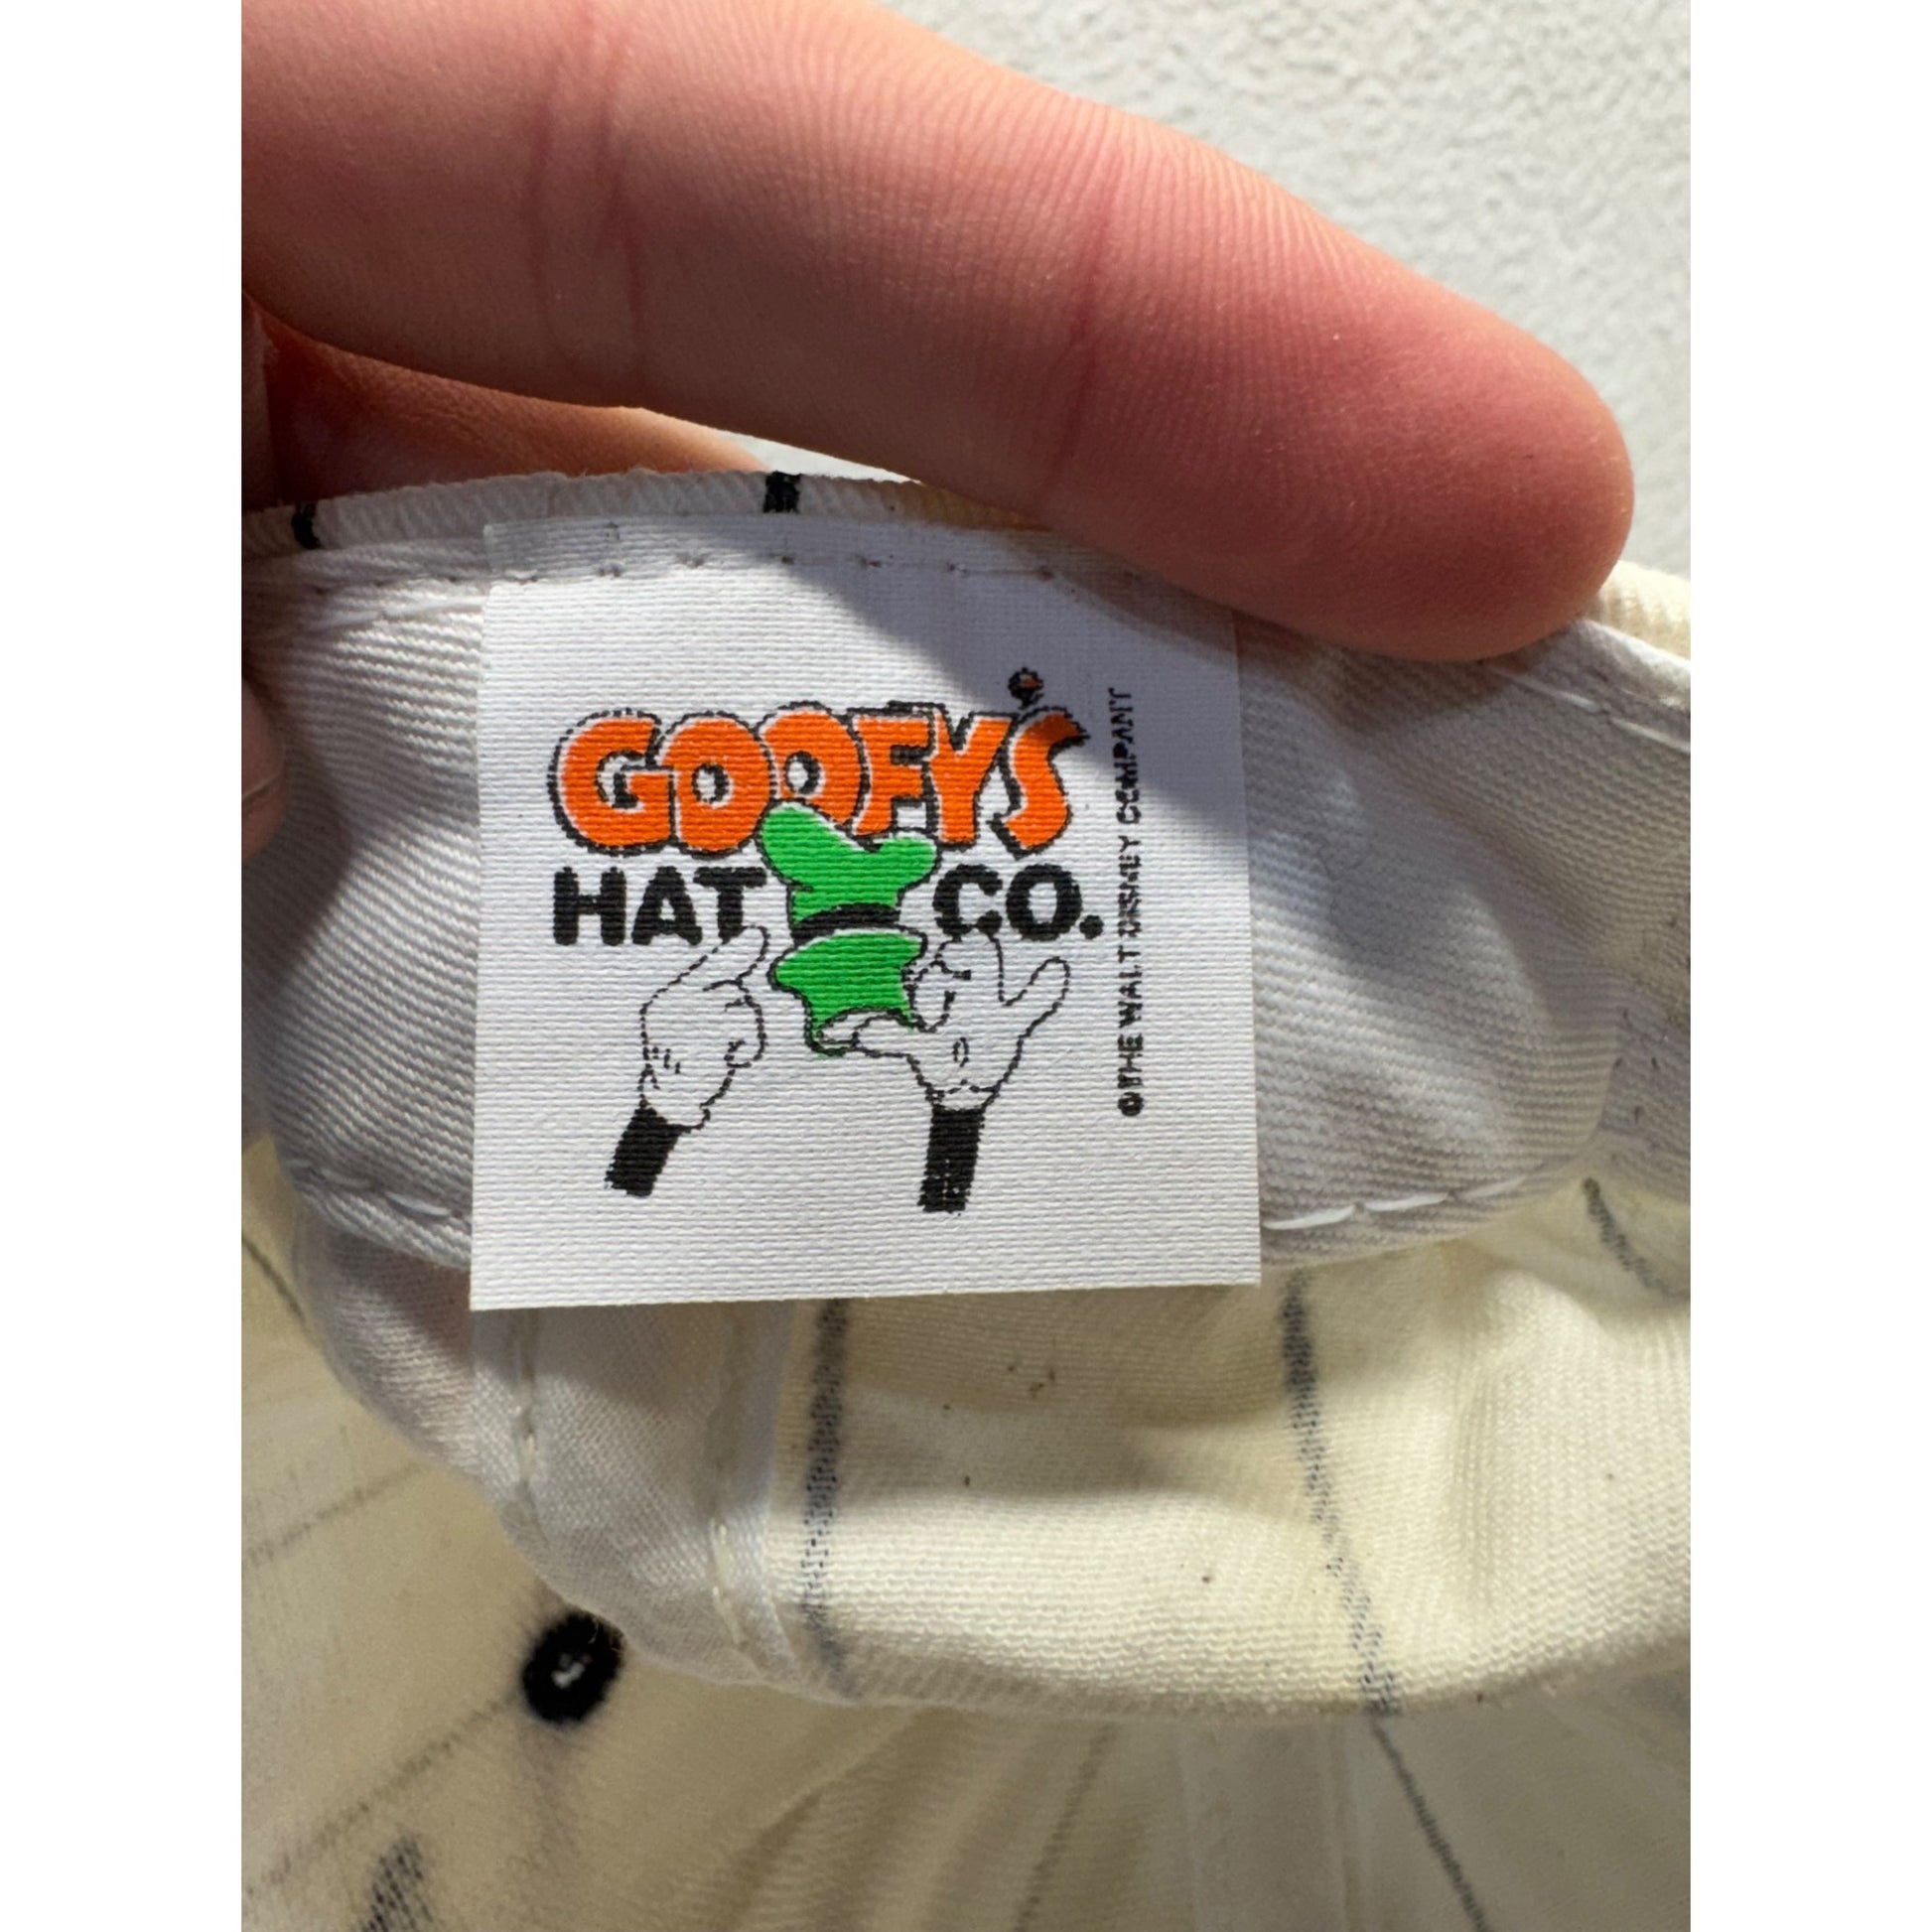 GOOFY'S
HAT CO.
© THE WALT DISNEY COMPANY